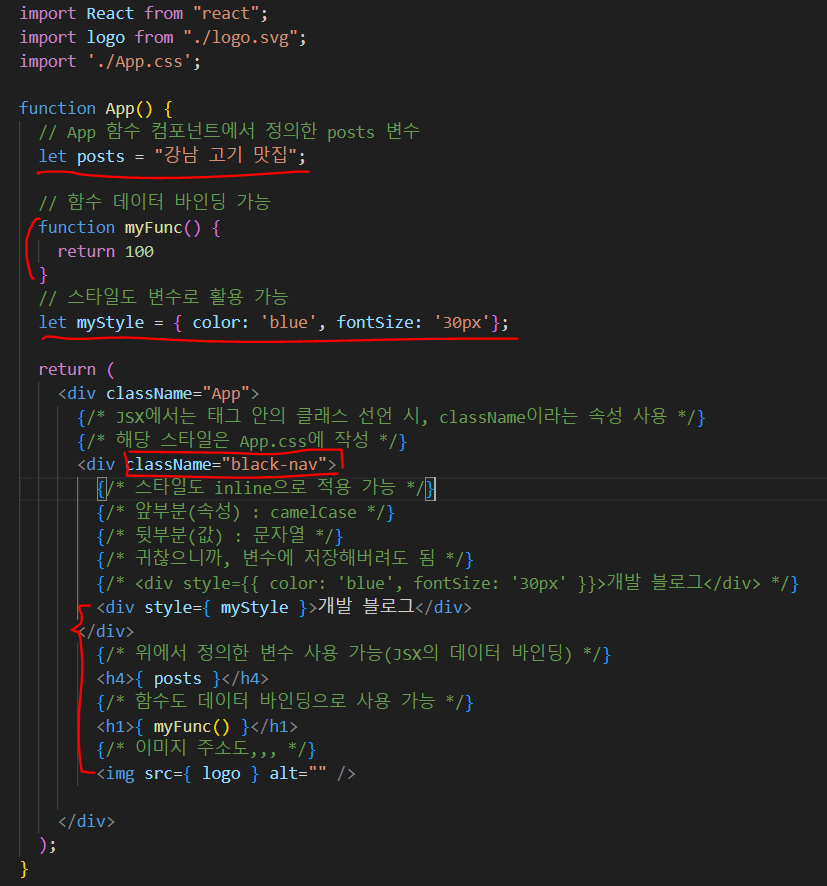 import React from "react";
import logo from "./logo.svg";
import './App.css';
function App() {
// App 함수 컴포넌트에서 정의한 posts 변수
let posts = "강남 고기 맛집";
// 함수 데이터 바인딩 가능
function myFunc() {
return 100
}
// 스타일도 변수로 활용 가능
let myStyle = { color: 'blue', fontSize: '30px'};
return (
<div className="App">
{/* JSX에서는 태그 안의 클래스 선언 시, className이라는 속성 사용 */}
{/* 해당 스타일은 App.css에 작성 */}
<div className="black-nav">
{/* 스타일도 inline으로 적용 가능 */}
{/* 앞부분(속성) : camelCase */}
{/* 뒷부분(값) : 문자열 */}
{/* 귀찮으니까, 변수에 저장해버려도 됨 */}
{/* <div style={{ color: 'blue', fontSize: '30px' }}>개발 블로그</div> */}
<div style={ myStyle }>개발 블로그</div>
</div>
{/* 위에서 정의한 변수 사용 가능(JSX의 데이터 바인딩) */}
<h4>{ posts }</h4>
{/* 함수도 데이터 바인딩으로 사용 가능 */}
<h1>{ myFunc() }</h1>
{/* 이미지 주소도,,, */}
<img src={ logo } alt="" />
</div>
);
}